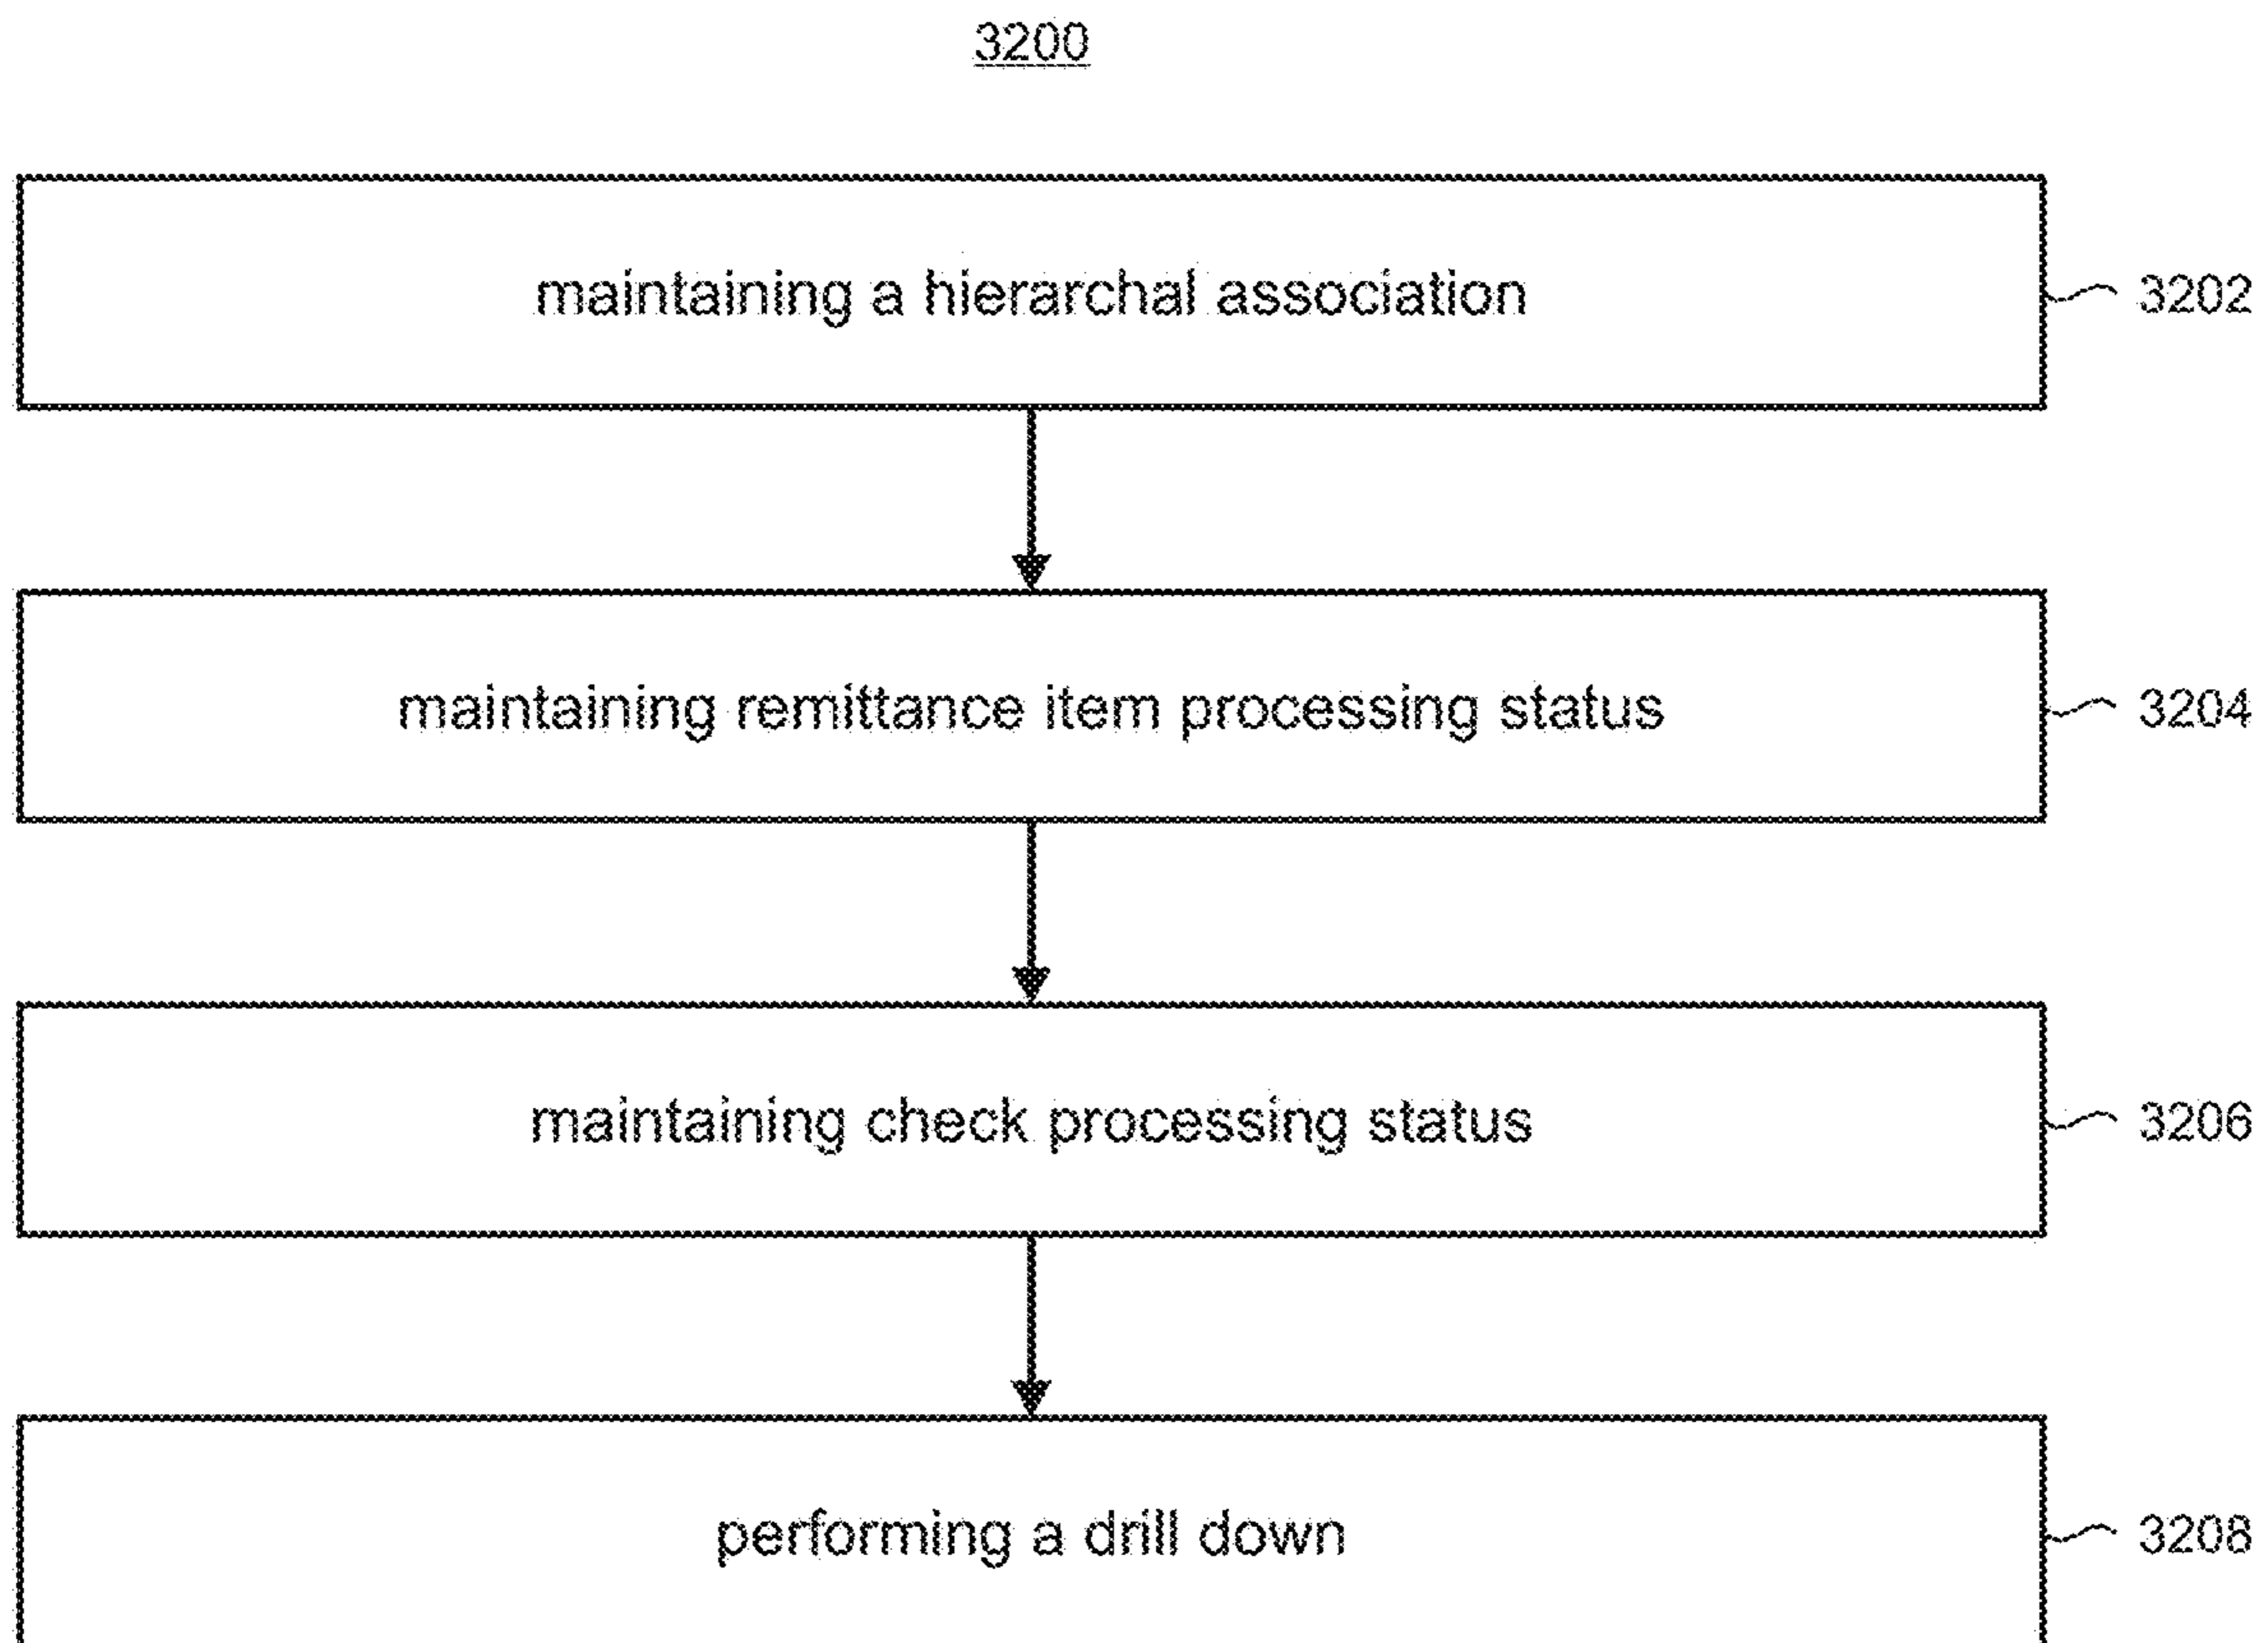 3200
maintaining a hierarchal association
3202
maintaining remittance item processing status
3204
maintaining check processing status
3206
performing a drill down
3208